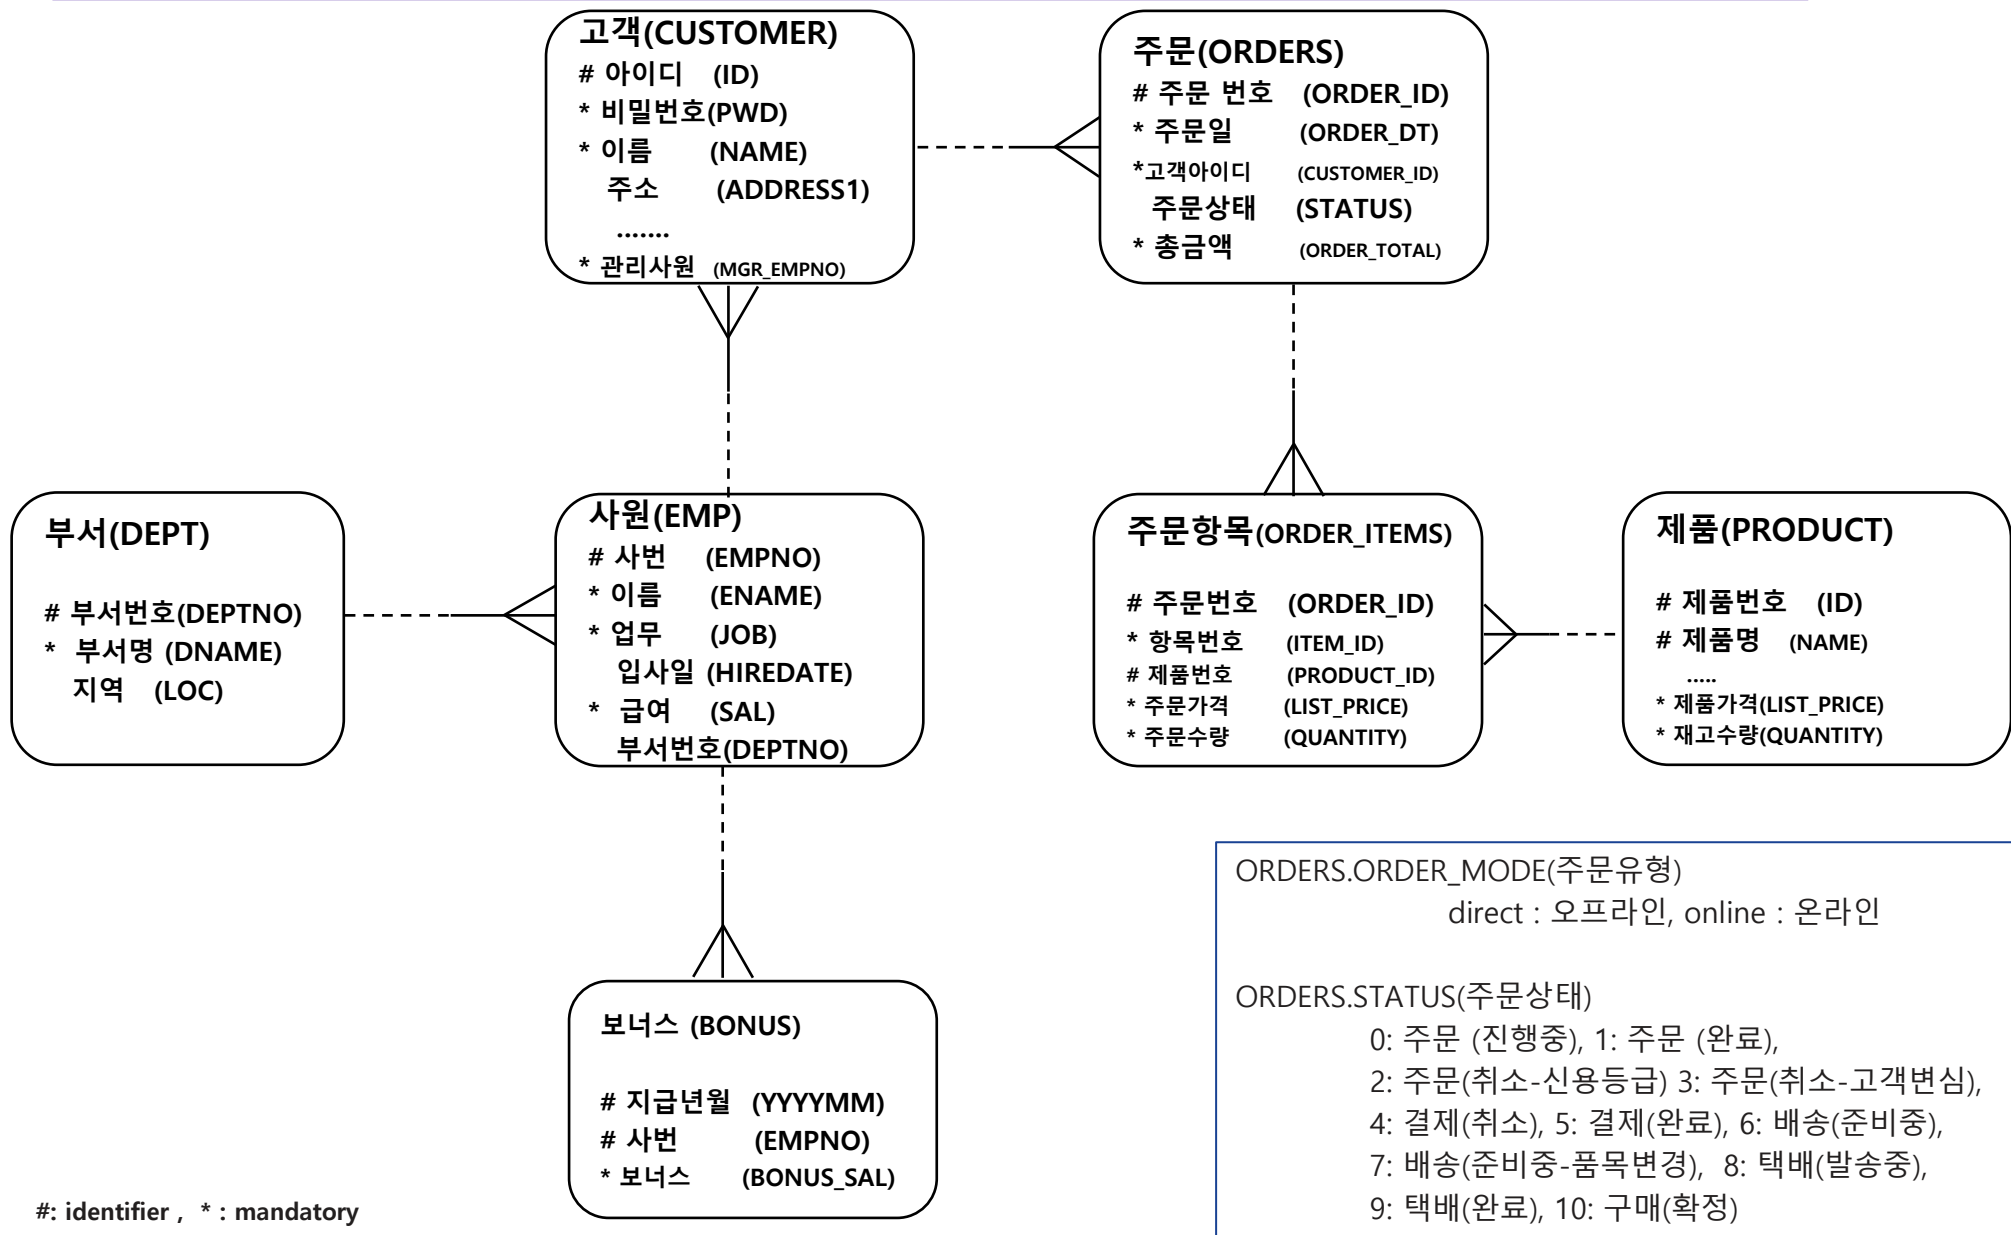 고객(CUSTOMER)
# 아이디 (ID)
* 비밀번호(PWD)
* 이름 (NAME)
주소 (ADDRESS1)
.......
* 관리사원 (MGR_EMPNO)
주문(ORDERS)
# 주문 번호 (ORDER_ID)
* 주문일 (ORDER_DT)
*고객아이디 (CUSTOMER_ID)
주문상태 (STATUS)
* 총금액 (ORDER_TOTAL)
부서(DEPT)
# 부서번호(DEPTNO)
* 부서명 (DNAME)
지역 (LOC)
사원(EMP)
# 사번 (EMPNO)
* 이름 (ENAME)
* 업무 (JOB)
입사일 (HIREDATE)
* 급여 (SAL)
부서번호(DEPTNO)
주문항목(ORDER_ITEMS)
# 주문번호 (ORDER_ID)
* 항목번호 (ITEM_ID)
# 제품번호 (PRODUCT_ID)
* 주문가격 (LIST_PRICE)
* 주문수량 (QUANTITY)
제품(PRODUCT)
# 제품번호 (ID)
# 제품명 (NAME)
.....
* 제품가격(LIST_PRICE)
* 재고수량(QUANTITY)
보너스 (BONUS)
# 지급년월 (YYYYMM)
# 사번 (EMPNO)
* 보너스 (BONUS_SAL)
ORDERS.ORDER_MODE(주문유형)
direct : 오프라인, online : 온라인
ORDERS.STATUS(주문상태)
0: 주문 (진행중), 1: 주문 (완료),
2: 주문(취소-신용등급) 3: 주문(취소-고객변심),
4: 결제(취소), 5: 결제(완료), 6: 배송(준비중),
7: 배송(준비중-품목변경), 8: 택배(발송중),
9: 택배(완료), 10: 구매(확정)
#: identifier , * : mandatory